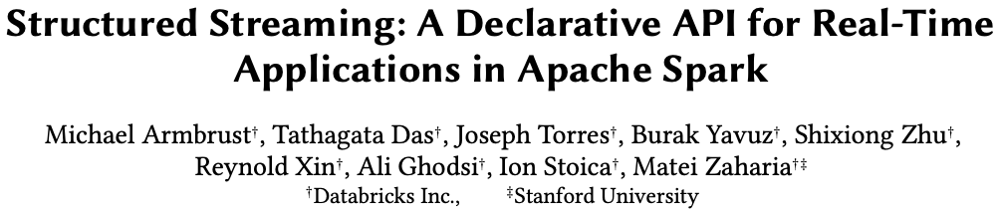 Structured Streaming: A Declarative API for Real-Time
Applications in Apache Spark
Michael Armbrust†, Tathagata Das†, Joseph Torres†, Burak Yavuz†, Shixiong Zhu†,
Reynold Xin†, Ali Ghodsi†, Ion Stoica†, Matei Zaharia†‡
†Databricks Inc., ‡Stanford University